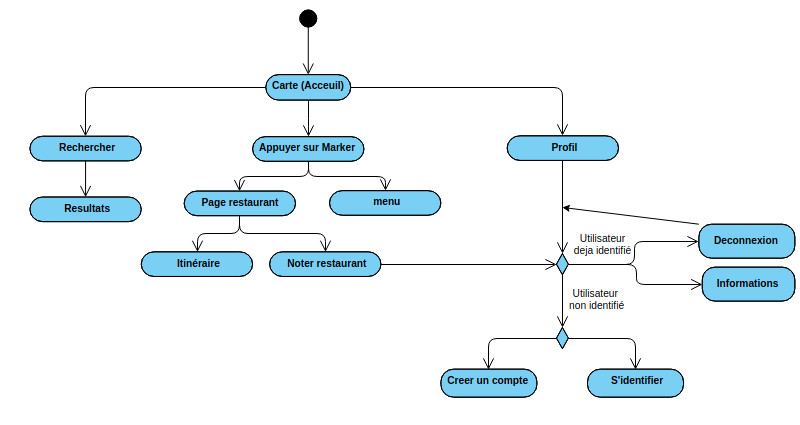 Carte (Acceuil)
Rechercher
Appuyer sur Marker
Profil
Resultats
Page restaurant
menu
Utilisateur
deja identifié
Deconnexion
Itinéraire
Noter restaurant
Informations
Utilisateur
non identifié
Creer un compte
S'identifier